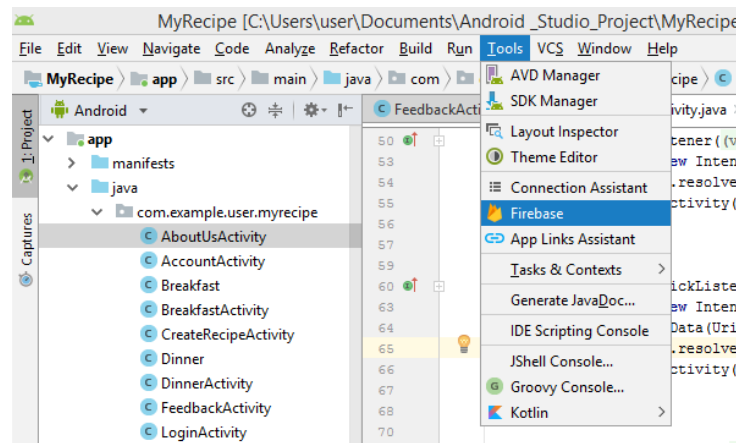 MyRecipe [C:\Users\user\Documents\Android _Studio_Project\MyRecipe
File Edit View Navigate Code Analyze Refactor Build Run Tools VCS Window Help
MyRecipe app src main java com cipe C
1: Project
Captures
Android
app
manifests
java
com.example.user.myrecipe
C AboutUsActivity
C AccountActivity
C Breakfast
C BreakfastActivity
C CreateRecipeActivity
C Dinner
C DinnerActivity
C FeedbackActivity
C LoginActivity
C FeedbackActi
ivity.java
50
53
54
55
56
57
59
60
63
64
65
66
67
68
70
AVD Manager
SDK Manager
Layout Inspector
Theme Editor
Connection Assistant
Firebase
App Links Assistant
Tasks & Contexts
Generate JavaDoc...
IDE Scripting Console
JShell Console...
G Groovy Console...
Kotlin
tener((v
ew Inten
.resolve
ctivity(
ickListe
ew Inten
Data(Uri
.resolve
ctivity(